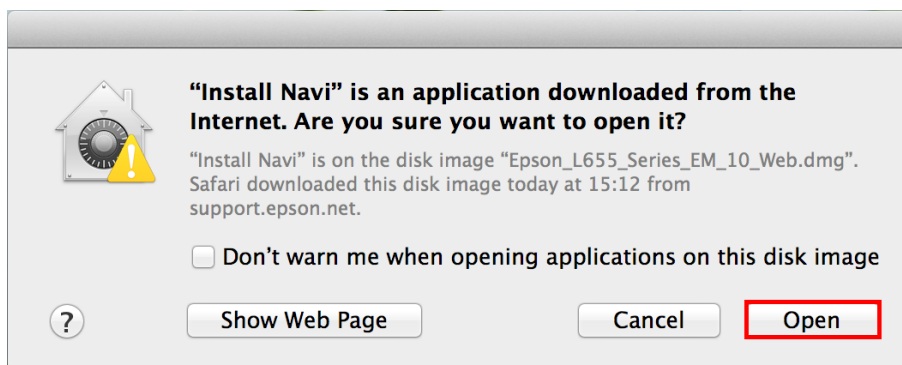 “Install Navi” is an application downloaded from the
Internet. Are you sure you want to open it?
“Install Navi” is on the disk image “Epson_L655_Series_EM_10_Web.dmg”.
Safari downloaded this disk image today at 15:12 from
support.epson.net.
Don’t warn me when opening applications on this disk image
? Show Web Page Cancel Open